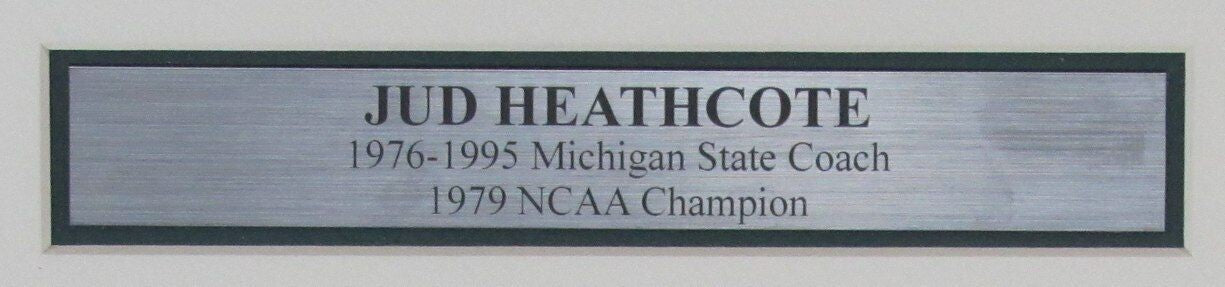 JUD HEATHCOTE
1976-1995 Michigan State Coach
1979 NCAA Champion